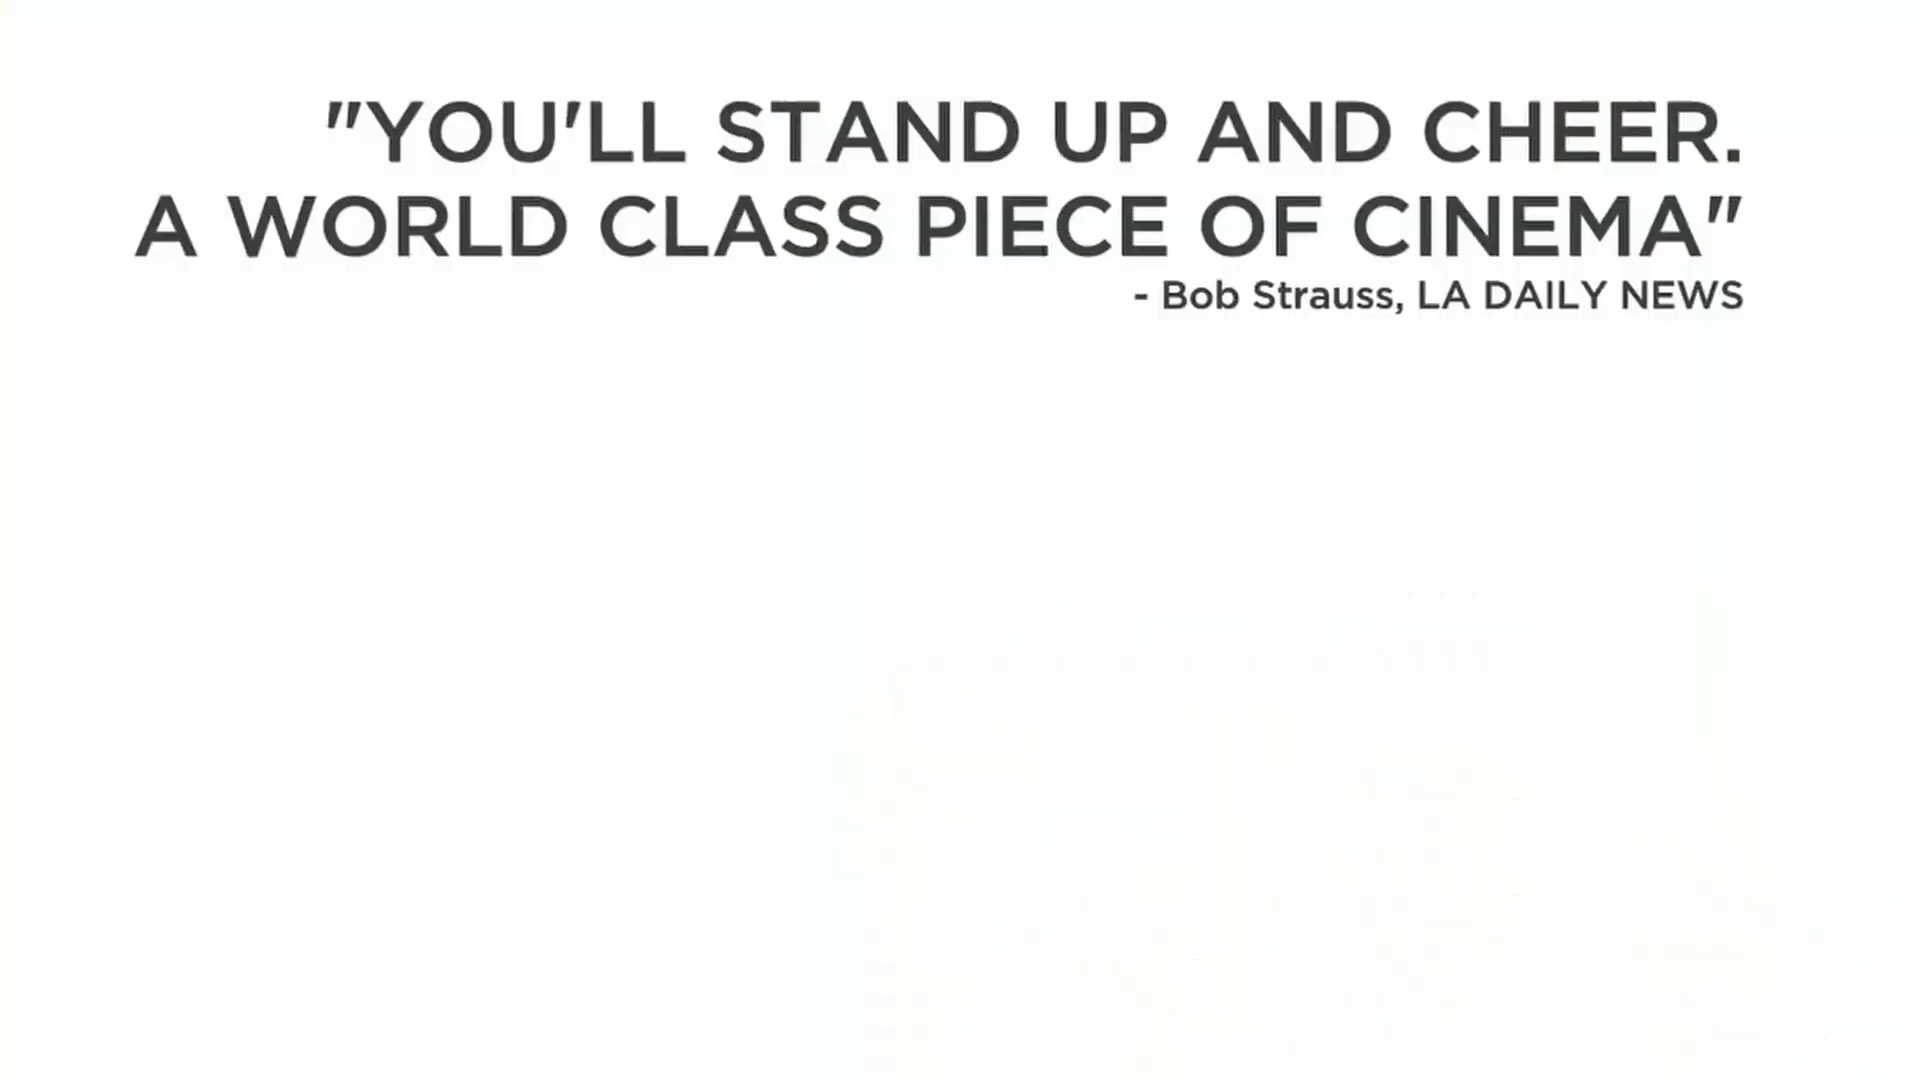 "YOU'LL STAND UP AND CHEER.
A WORLD CLASS PIECE OF CINEMA"
- Bob Strauss, LA DAILY NEWS